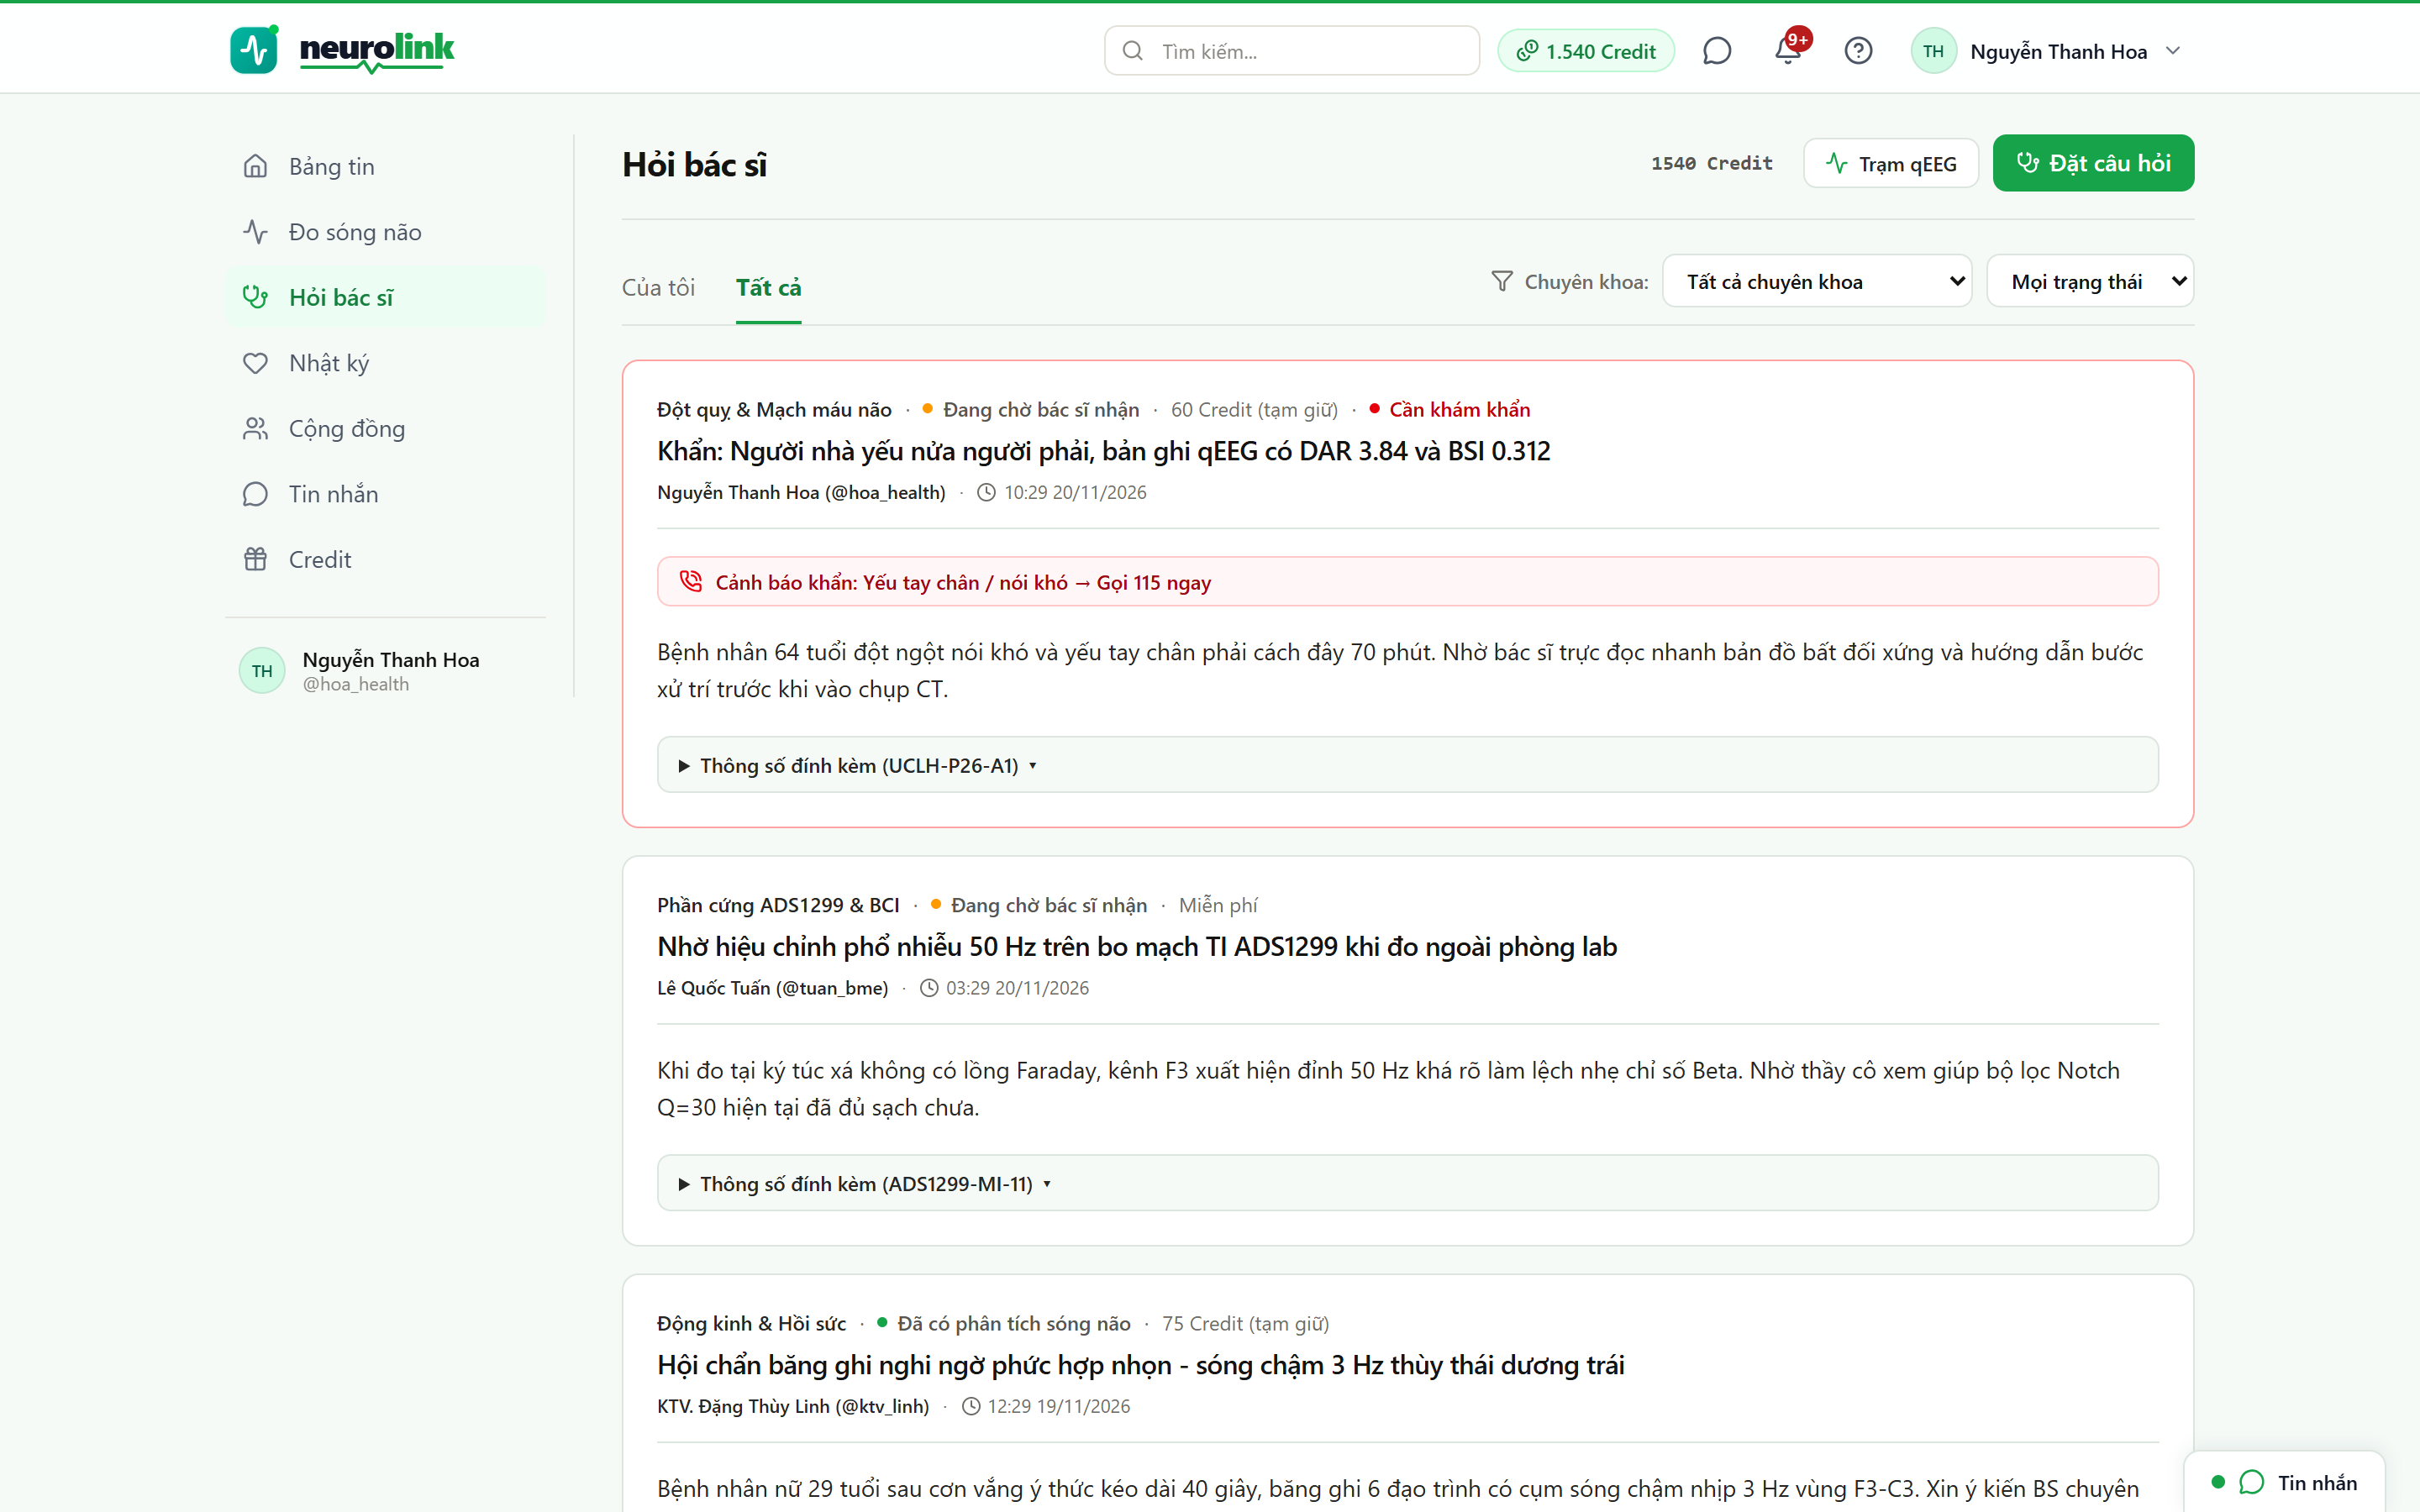 neurolink
Tìm kiếm...
1.540 Credit
9+
TH
Nguyễn Thanh Hoa
Bảng tin
Đo sóng não
Hỏi bác sĩ
Nhật ký
Cộng đồng
Tin nhắn
Credit
TH
Nguyễn Thanh Hoa
@hoa_health
Hỏi bác sĩ
1540 Credit
Trạm qEEG
Đặt câu hỏi
Của tôi
Tất cả
Chuyên khoa:
Tất cả chuyên khoa
Mọi trạng thái
Đột quỵ & Mạch máu não · Đang chờ bác sĩ nhận · 60 Credit (tạm giữ) · Cần khám khẩn
Khẩn: Người nhà yếu nửa người phải, bản ghi qEEG có DAR 3.84 và BSI 0.312
Nguyễn Thanh Hoa (@hoa_health) · 10:29 20/11/2026
Cảnh báo khẩn: Yếu tay chân / nói khó → Gọi 115 ngay
Bệnh nhân 64 tuổi đột ngột nói khó và yếu tay chân phải cách đây 70 phút. Nhờ bác sĩ trực đọc nhanh bản đồ bất đối xứng và hướng dẫn bước
xử trí trước khi vào chụp CT.
▶ Thông số đính kèm (UCLH-P26-A1) ▾
Phần cứng ADS1299 & BCI · Đang chờ bác sĩ nhận · Miễn phí
Nhờ hiệu chỉnh phổ nhiễu 50 Hz trên bo mạch TI ADS1299 khi đo ngoài phòng lab
Lê Quốc Tuấn (@tuan_bme) · 03:29 20/11/2026
Khi đo tại ký túc xá không có lồng Faraday, kênh F3 xuất hiện đỉnh 50 Hz khá rõ làm lệch nhẹ chỉ số Beta. Nhờ thầy cô xem giúp bộ lọc Notch
Q=30 hiện tại đã đủ sạch chưa.
▶ Thông số đính kèm (ADS1299-MI-11) ▾
Động kinh & Hồi sức · Đã có phân tích sóng não · 75 Credit (tạm giữ)
Hội chẩn băng ghi nghi ngờ phức hợp nhọn - sóng chậm 3 Hz thùy thái dương trái
KTV. Đặng Thùy Linh (@ktv_linh) · 12:29 19/11/2026
Bệnh nhân nữ 29 tuổi sau cơn vắng ý thức kéo dài 40 giây, băng ghi 6 đạo trình có cụm sóng chậm nhịp 3 Hz vùng F3-C3. Xin ý kiến BS chuyên
Tin nhắn